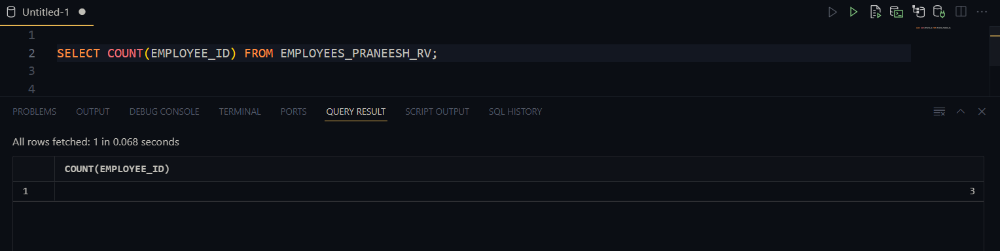 Untitled-1
1
2 SELECT COUNT(EMPLOYEE_ID) FROM EMPLOYEES_PRANEESH_RV;
3
4
PROBLEMS OUTPUT DEBUG CONSOLE TERMINAL PORTS QUERY RESULT SCRIPT OUTPUT SQL HISTORY
All rows fetched: 1 in 0.068 seconds
COUNT(EMPLOYEE_ID)
1 3